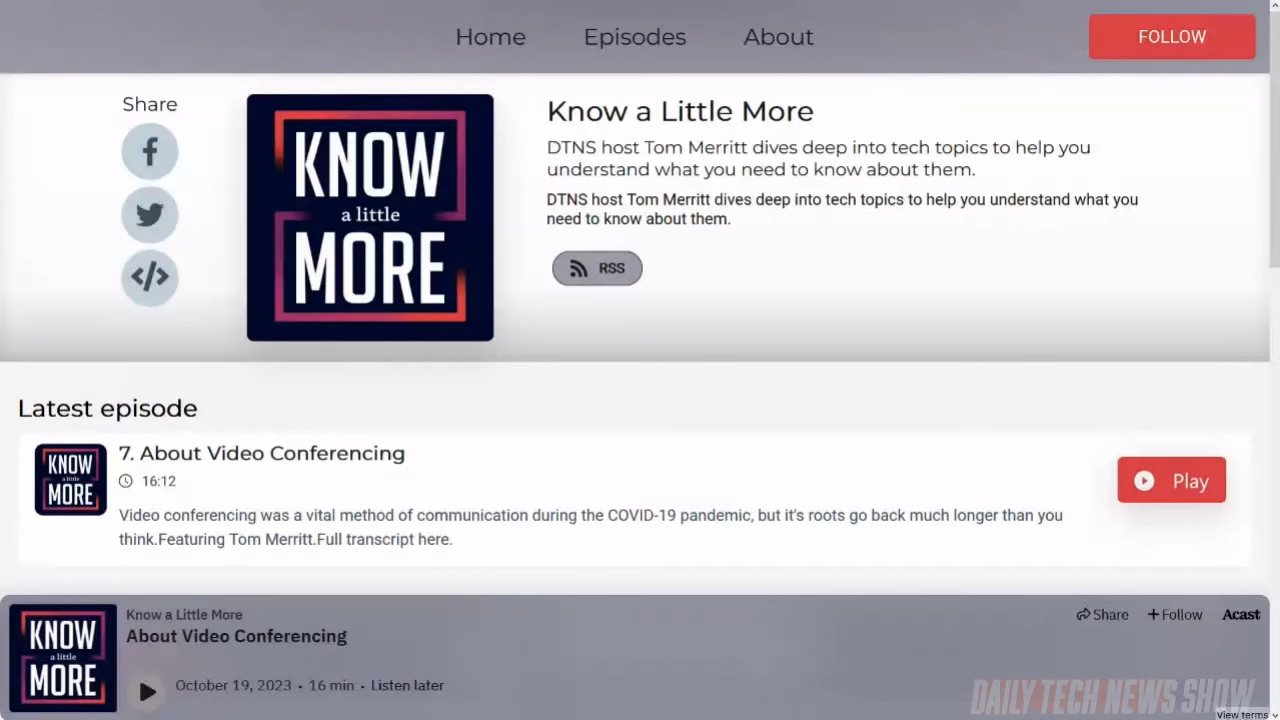 Home Episodes About FOLLOW
Share
KNOW
a little
MORE
Know a Little More
DTNS host Tom Merritt dives deep into tech topics to help you
understand what you need to know about them.
DTNS host Tom Merritt dives deep into tech topics to help you understand what you
need to know about them.
RSS
Latest episode
KNOW
a little
MORE
7. About Video Conferencing
16:12
Video conferencing was a vital method of communication during the COVID-19 pandemic, but it's roots go back much longer than you
think.Featuring Tom Merritt.Full transcript here.
Play
KNOW
a little
MORE
Know a Little More
About Video Conferencing
October 19, 2023 • 16 min • Listen later
Share +Follow Acast
DAILY TECH NEWS SHOW
View terms